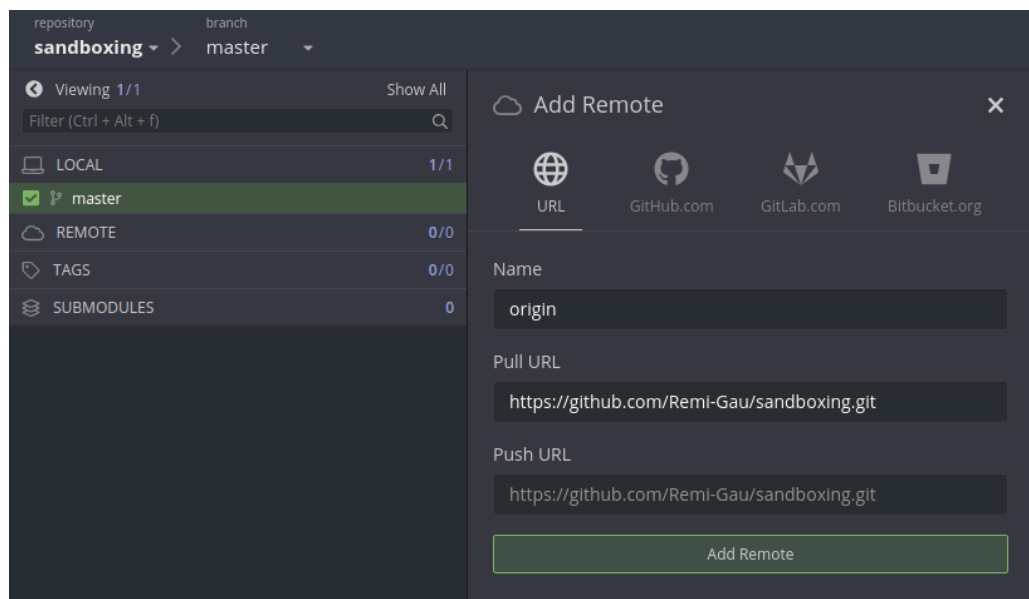 repository
sandboxing
branch
master
Viewing 1/1
Show All
Filter (Ctrl + Alt + f)
LOCAL 1/1
master
REMOTE 0/0
TAGS 0/0
SUBMODULES 0
Add Remote
URL
GitHub.com
GitLab.com
Bitbucket.org
Name
origin
Pull URL
https://github.com/Remi-Gau/sandboxing.git
Push URL
https://github.com/Remi-Gau/sandboxing.git
Add Remote